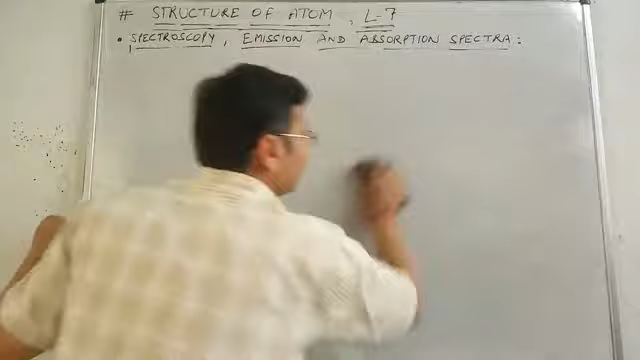 # STRUCTURE OF ATOM, L-7
• SPECTROSCOPY, EMISSION AND ABSORPTION SPECTRA: